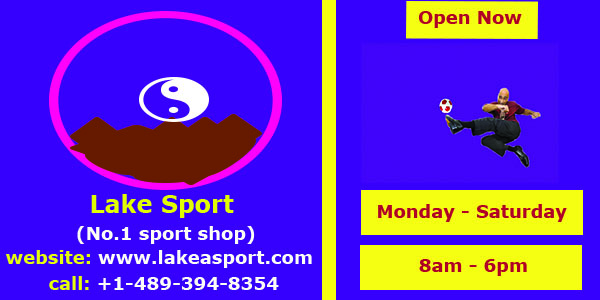 Lake Sport
(No.1 sport shop)
website: www.lakeasport.com
call: +1-489-394-8354
Open Now
Monday - Saturday
8am - 6pm